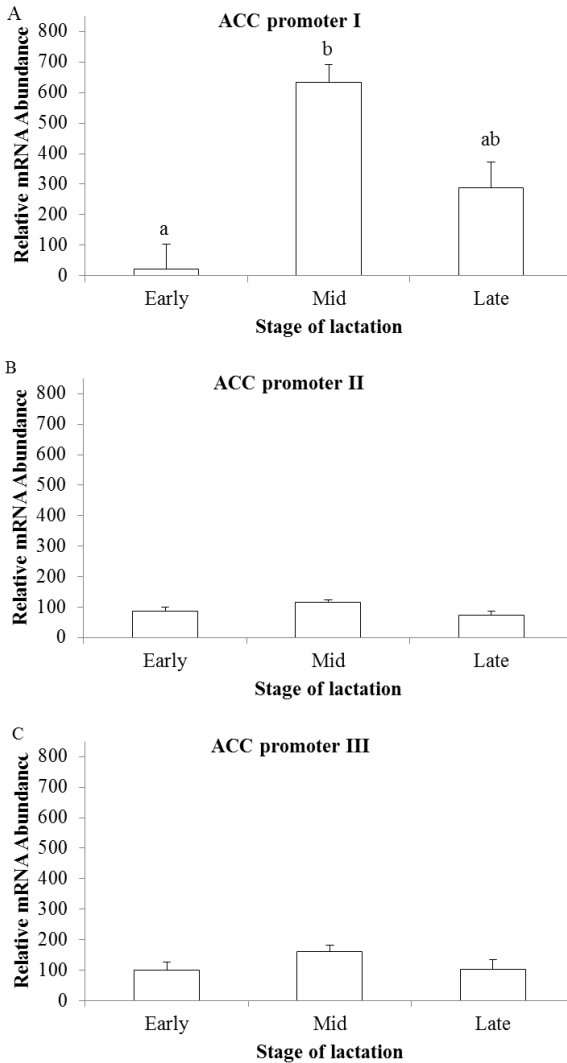 A
ACC promoter I
Relative mRNA Abundance
800
700
600
500
400
300
200
100
0
a
b
ab
Early Mid Late
Stage of lactation
B
ACC promoter II
Relative mRNA Abundance
800
700
600
500
400
300
200
100
0
Early Mid Late
Stage of lactation
C
ACC promoter III
Relative mRNA Abundance
800
700
600
500
400
300
200
100
0
Early Mid Late
Stage of lactation